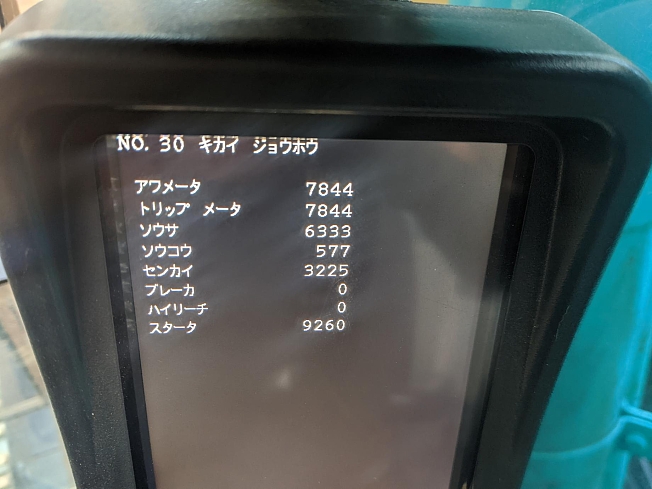 NO. 30 キカイ ジョウホウ
アワメータ 7844
トリップ メータ 7844
ソウサ 6333
ソウコウ 577
センカイ 3225
ブレーカ 0
ハイリーチ 0
スタータ 9260